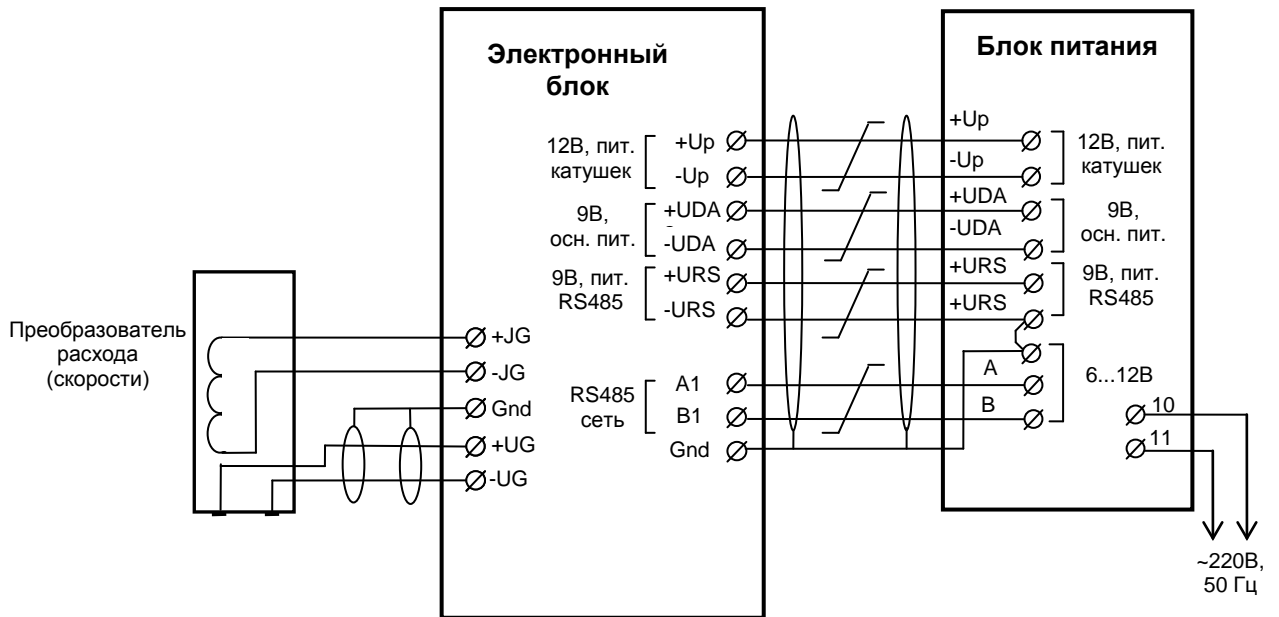 Электронный
блок
Блок питания
12В, пит.
катушек
+Up
-Up
9В,
осн. пит.
+UDA
-UDA
9В, пит.
RS485
+URS
-URS
RS485
сеть
A1
B1
Gnd
+Up
-Up
+UDA
-UDA
+URS
+URS
A
B
12В, пит.
катушек
9В,
осн. пит.
9В, пит.
RS485
6...12В
10
11
~220В,
50 Гц
Преобразователь
расхода
(скорости)
+JG
-JG
Gnd
+UG
-UG